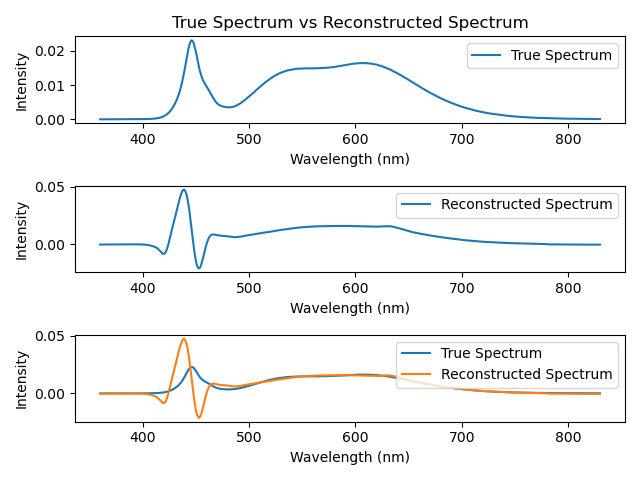 True Spectrum vs Reconstructed Spectrum
Intensity
0.02
0.01
0.00
True Spectrum
400 500 600 700 800
Wavelength (nm)
Intensity
0.05
0.00
Reconstructed Spectrum
400 500 600 700 800
Wavelength (nm)
Intensity
0.05
0.00
True Spectrum
Reconstructed Spectrum
400 500 600 700 800
Wavelength (nm)